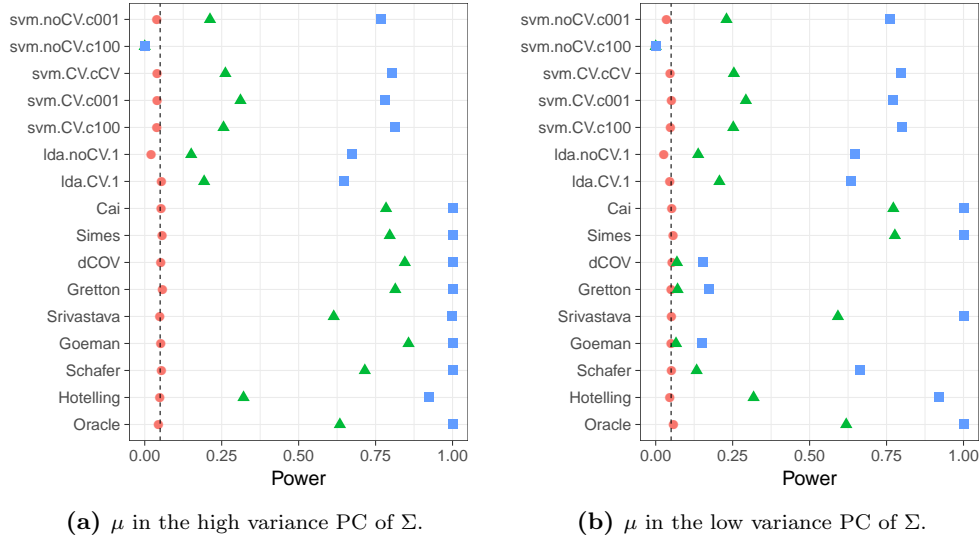 svm.noCV.c001
svm.noCV.c100
svm.CV.cCV
svm.CV.c001
svm.CV.c100
lda.noCV.1
lda.CV.1
Cai
Simes
dCOV
Gretton
Srivastava
Goeman
Schafer
Hotelling
Oracle
0.00 0.25 0.50 0.75 1.00
Power
(a) μ in the high variance PC of Σ.
svm.noCV.c001
svm.noCV.c100
svm.CV.cCV
svm.CV.c001
svm.CV.c100
lda.noCV.1
lda.CV.1
Cai
Simes
dCOV
Gretton
Srivastava
Goeman
Schafer
Hotelling
Oracle
0.00 0.25 0.50 0.75 1.00
Power
(b) μ in the low variance PC of Σ.